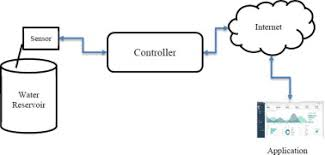 Sensor
Controller
Internet
Water
Reservoir
Application